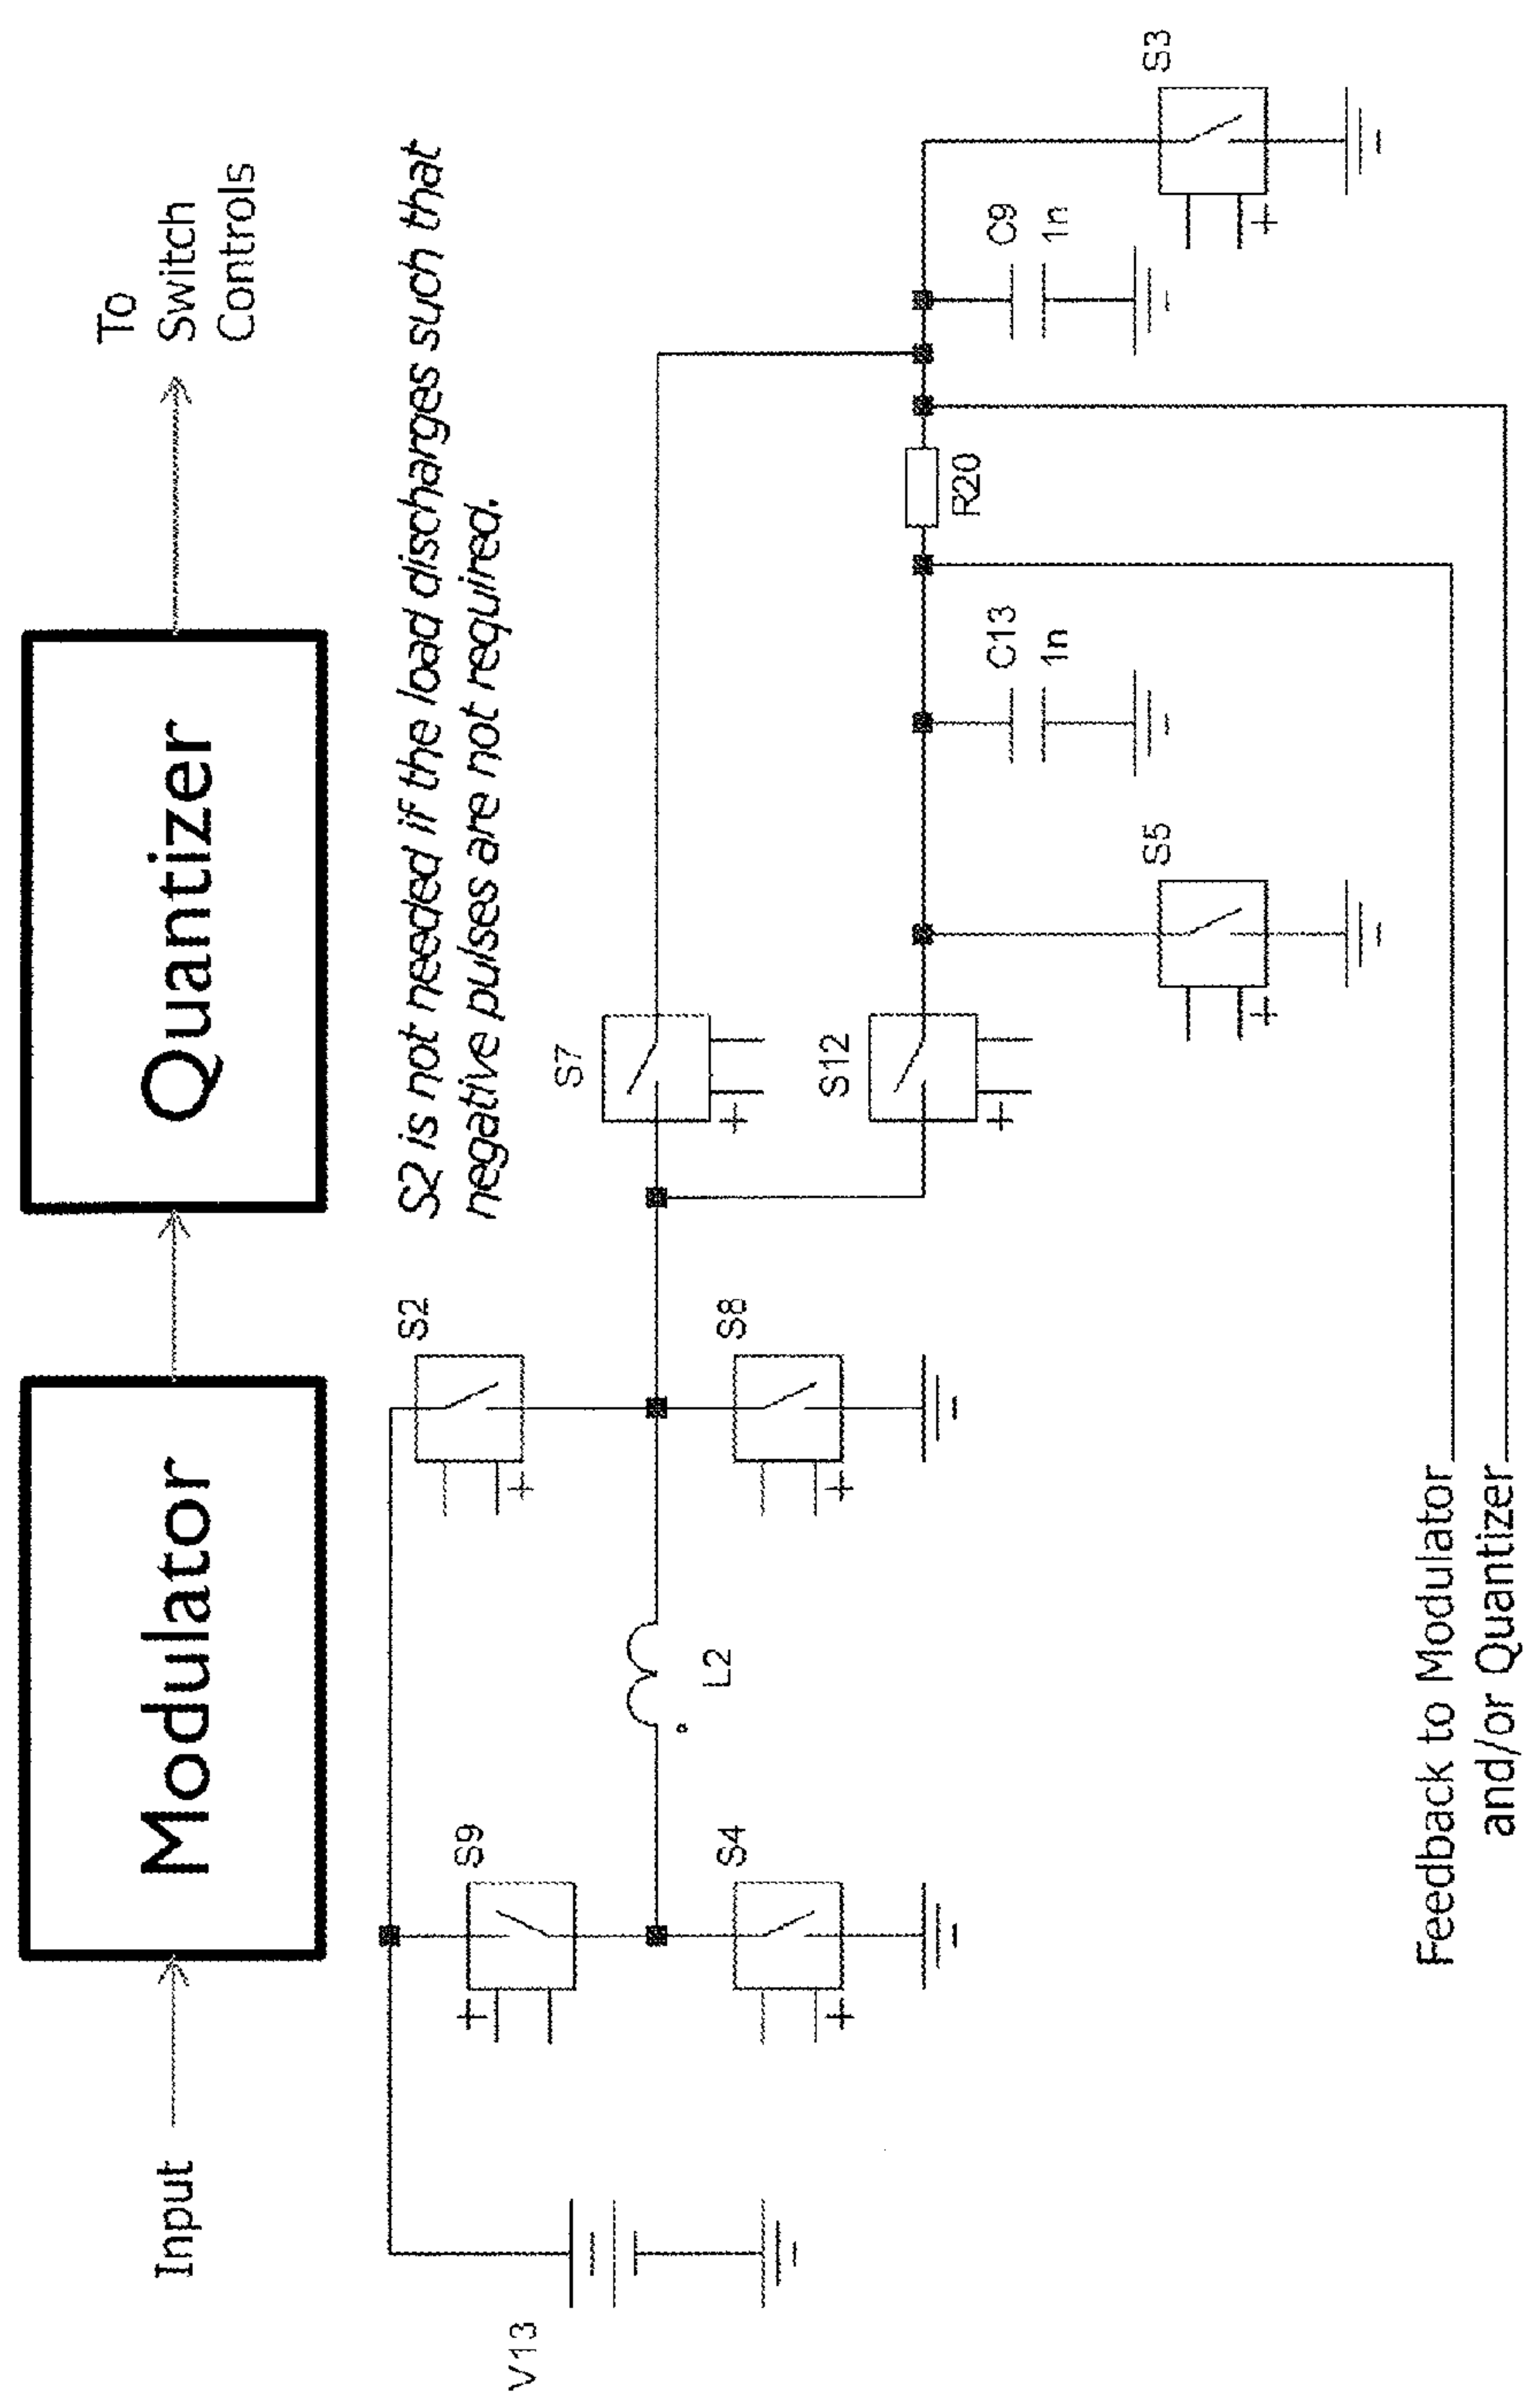 Input
Modulator
Quantizer
To
Switch
Controls
S2 is not needed if the load discharges such that
negative pulses are not required.
V13
S9
S4
L2
S2
S8
S7
S12
S5
C13
1n
R20
C9
1n
S3
+
+
+
+
+
+
+
+
Feedback to Modulator
and/or Quantizer